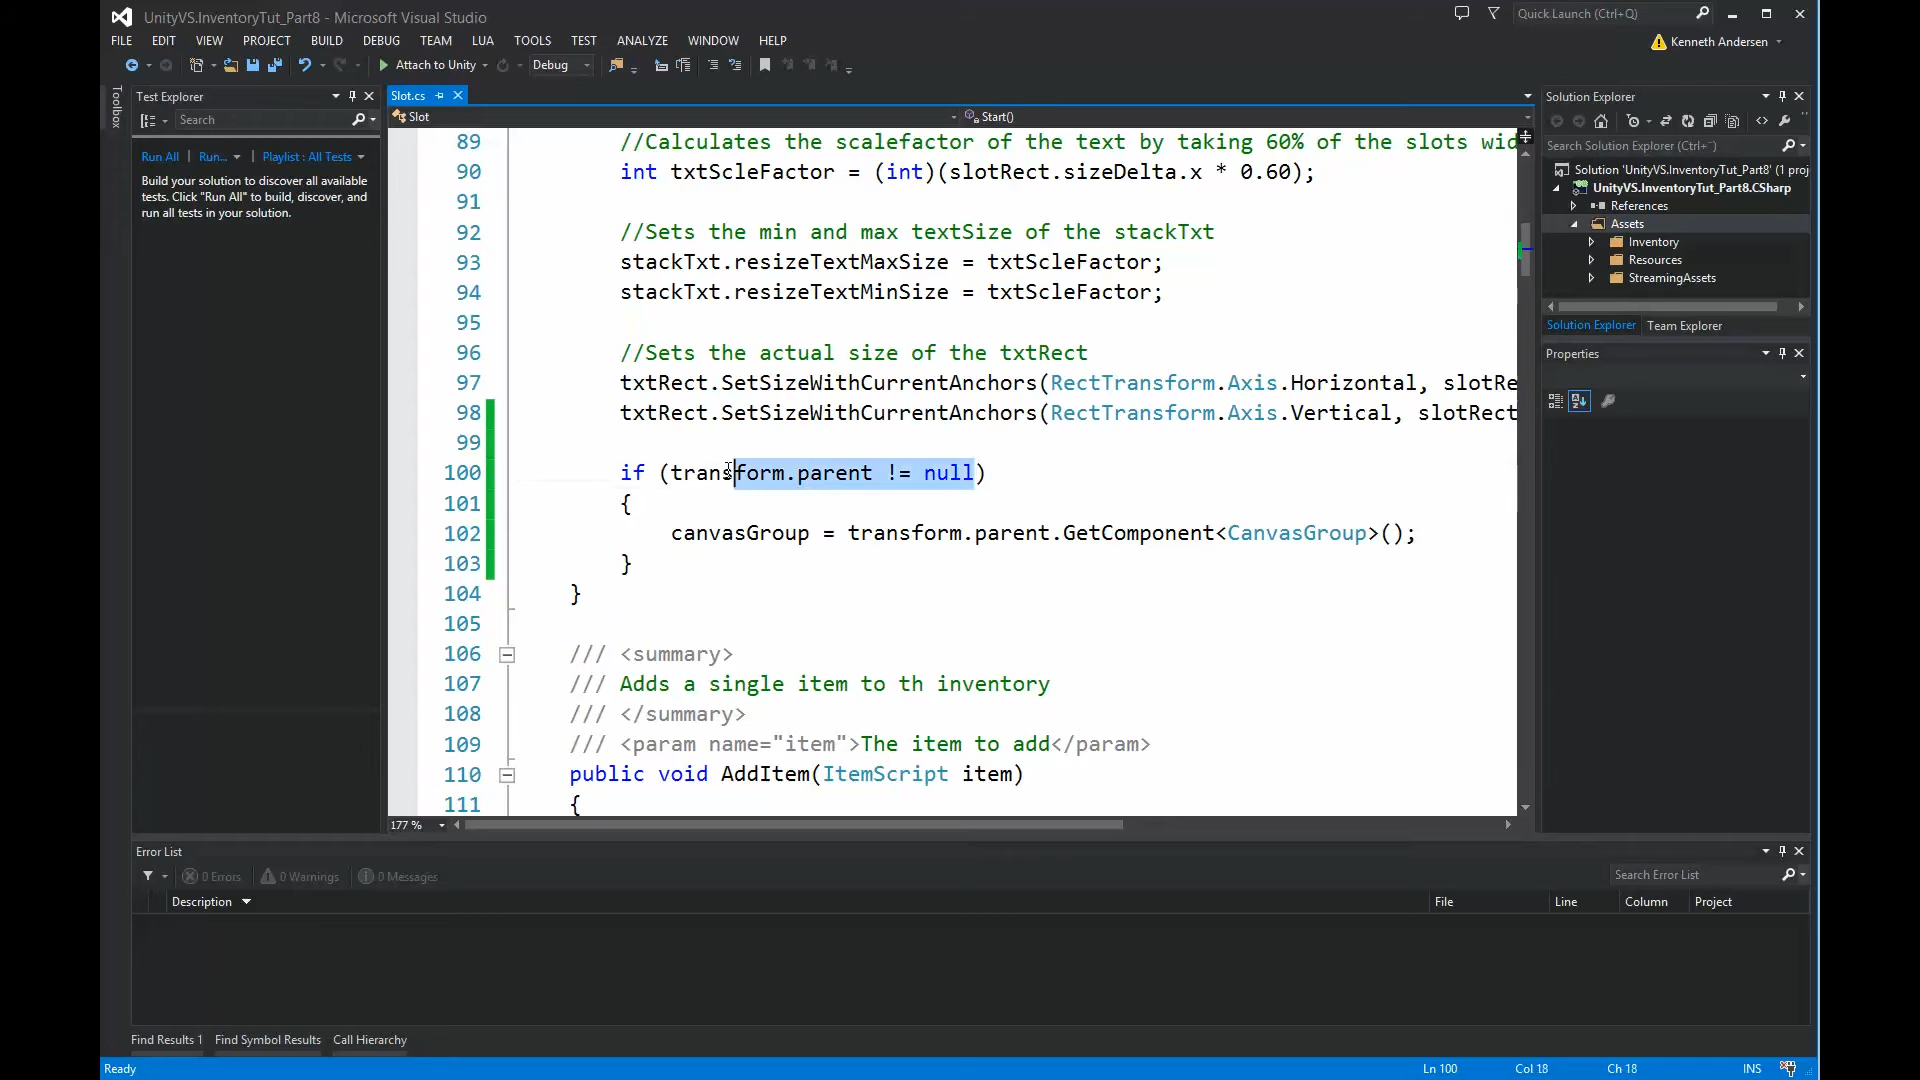 UnityVS.InventoryTut_Part8 - Microsoft Visual Studio
Quick Launch (Ctrl+Q)
FILE EDIT VIEW PROJECT BUILD DEBUG TEAM LUA TOOLS TEST ANALYZE WINDOW HELP
Kenneth Andersen
Attach to Unity
Debug
Toolbox
Test Explorer
Search
Run All | Run... | Playlist : All Tests
Build your solution to discover all available
tests. Click "Run All" to build, discover, and
run all tests in your solution.
Slot.cs
Slot
Start()
89 //Calculates the scalefactor of the text by taking 60% of the slots wid
90 int txtScleFactor = (int)(slotRect.sizeDelta.x * 0.60);
91
92 //Sets the min and max textSize of the stackTxt
93 stackTxt.resizeTextMaxSize = txtScleFactor;
94 stackTxt.resizeTextMinSize = txtScleFactor;
95
96 //Sets the actual size of the txtRect
97 txtRect.SetSizeWithCurrentAnchors(RectTransform.Axis.Horizontal, slotRe
98 txtRect.SetSizeWithCurrentAnchors(RectTransform.Axis.Vertical, slotRect
99
100 if (transform.parent != null)
101 {
102 canvasGroup = transform.parent.GetComponent<CanvasGroup>();
103 }
104 }
105
106 /// <summary>
107 /// Adds a single item to th inventory
108 /// </summary>
109 /// <param name="item">The item to add</param>
110 public void AddItem(ItemScript item)
111 {
177 %
Solution Explorer
Search Solution Explorer (Ctrl+¨)
Solution 'UnityVS.InventoryTut_Part8' (1 proj
UnityVS.InventoryTut_Part8.CSharp
References
Assets
Inventory
Resources
StreamingAssets
Solution Explorer Team Explorer
Properties
Error List
0 Errors 0 Warnings 0 Messages
Search Error List
Description File Line Column Project
Find Results 1 Find Symbol Results Call Hierarchy
Ready Ln 100 Col 18 Ch 18 INS